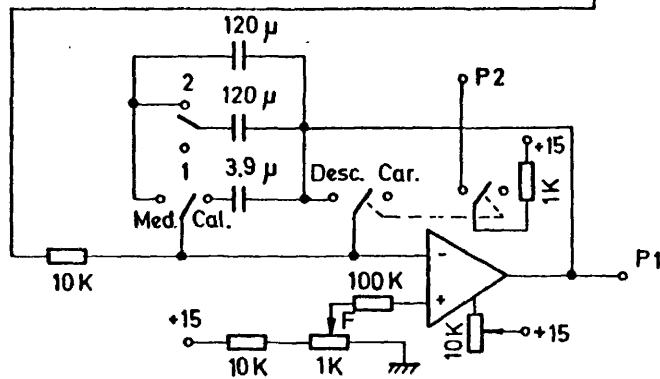 120 µ
2
P2
120 µ
+15
1
3.9 µ
Desc. Car.
1K
Med. Cal.
P1
-
10K
100K
+
+15
F
10K
+15
10K
1K